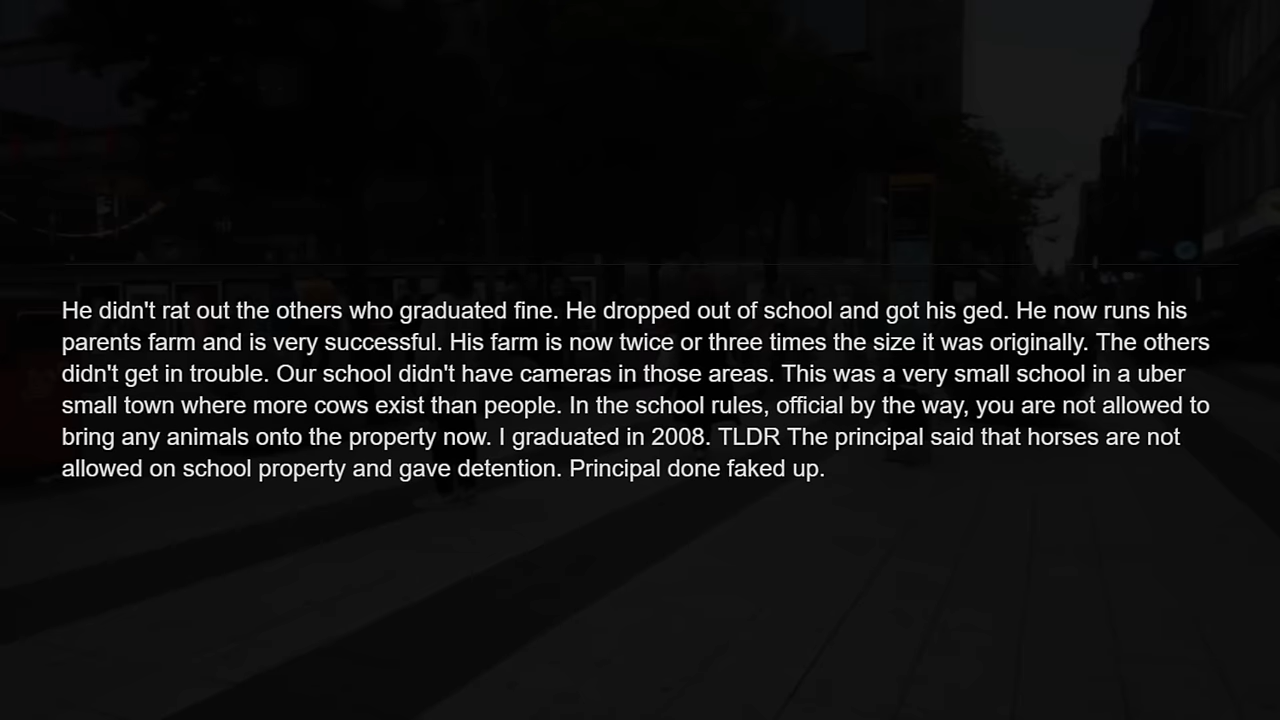 He didn't rat out the others who graduated fine. He dropped out of school and got his ged. He now runs his
parents farm and is very successful. His farm is now twice or three times the size it was originally. The others
didn't get in trouble. Our school didn't have cameras in those areas. This was a very small school in a uber
small town where more cows exist than people. In the school rules, official by the way, you are not allowed to
bring any animals onto the property now. I graduated in 2008. TLDR The principal said that horses are not
allowed on school property and gave detention. Principal done faked up.